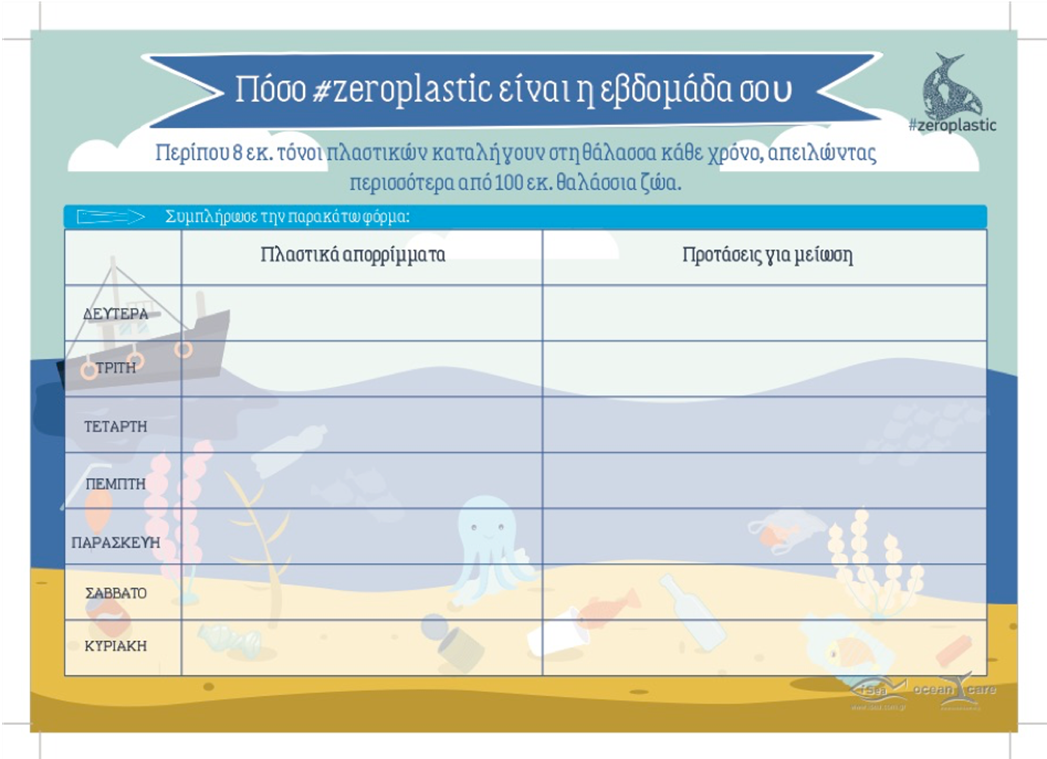 Πόσο #zeroplastic είναι η εβδομάδα σου
#zeroplastic
Περίπου 8 εκ. τόνοι πλαστικών καταλήγουν στη θάλασσα κάθε χρόνο, απειλώντας
περισσότερα από 100 εκ. θαλάσσια ζώα.
Συμπλήρωσε την παρακάτω φόρμα:
Πλαστικά απορρίμματα
Προτάσεις για μείωση
ΔΕΥΤΕΡΑ
ΤΡΙΤΗ
ΤΕΤΑΡΤΗ
ΠΕΜΠΤΗ
ΠΑΡΑΣΚΕΥΗ
ΣΑΒΒΑΤΟ
ΚΥΡΙΑΚΗ
iSea
ocean care